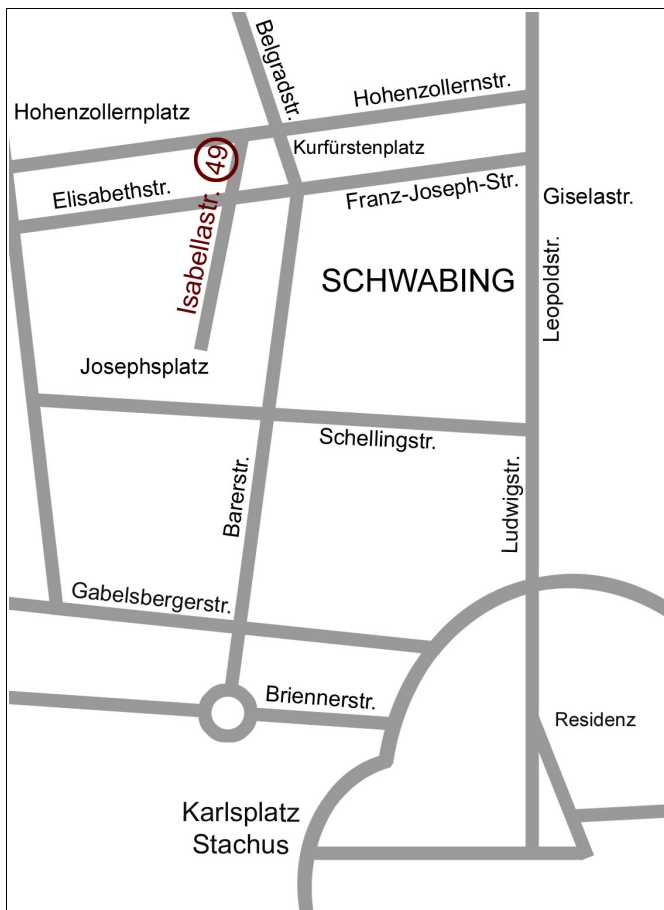 Belgradstr.
Hohenzollernstr.
Hohenzollernplatz
Kurfürstenplatz
Isabellastr. 49
Elisabethstr.
Franz-Joseph-Str.
Giselastr.
SCHWABING
Leopoldstr.
Josephsplatz
Schellingstr.
Barerstr.
Ludwigstr.
Gabelsbergerstr.
Briennerstr.
Residenz
Karlsplatz
Stachus